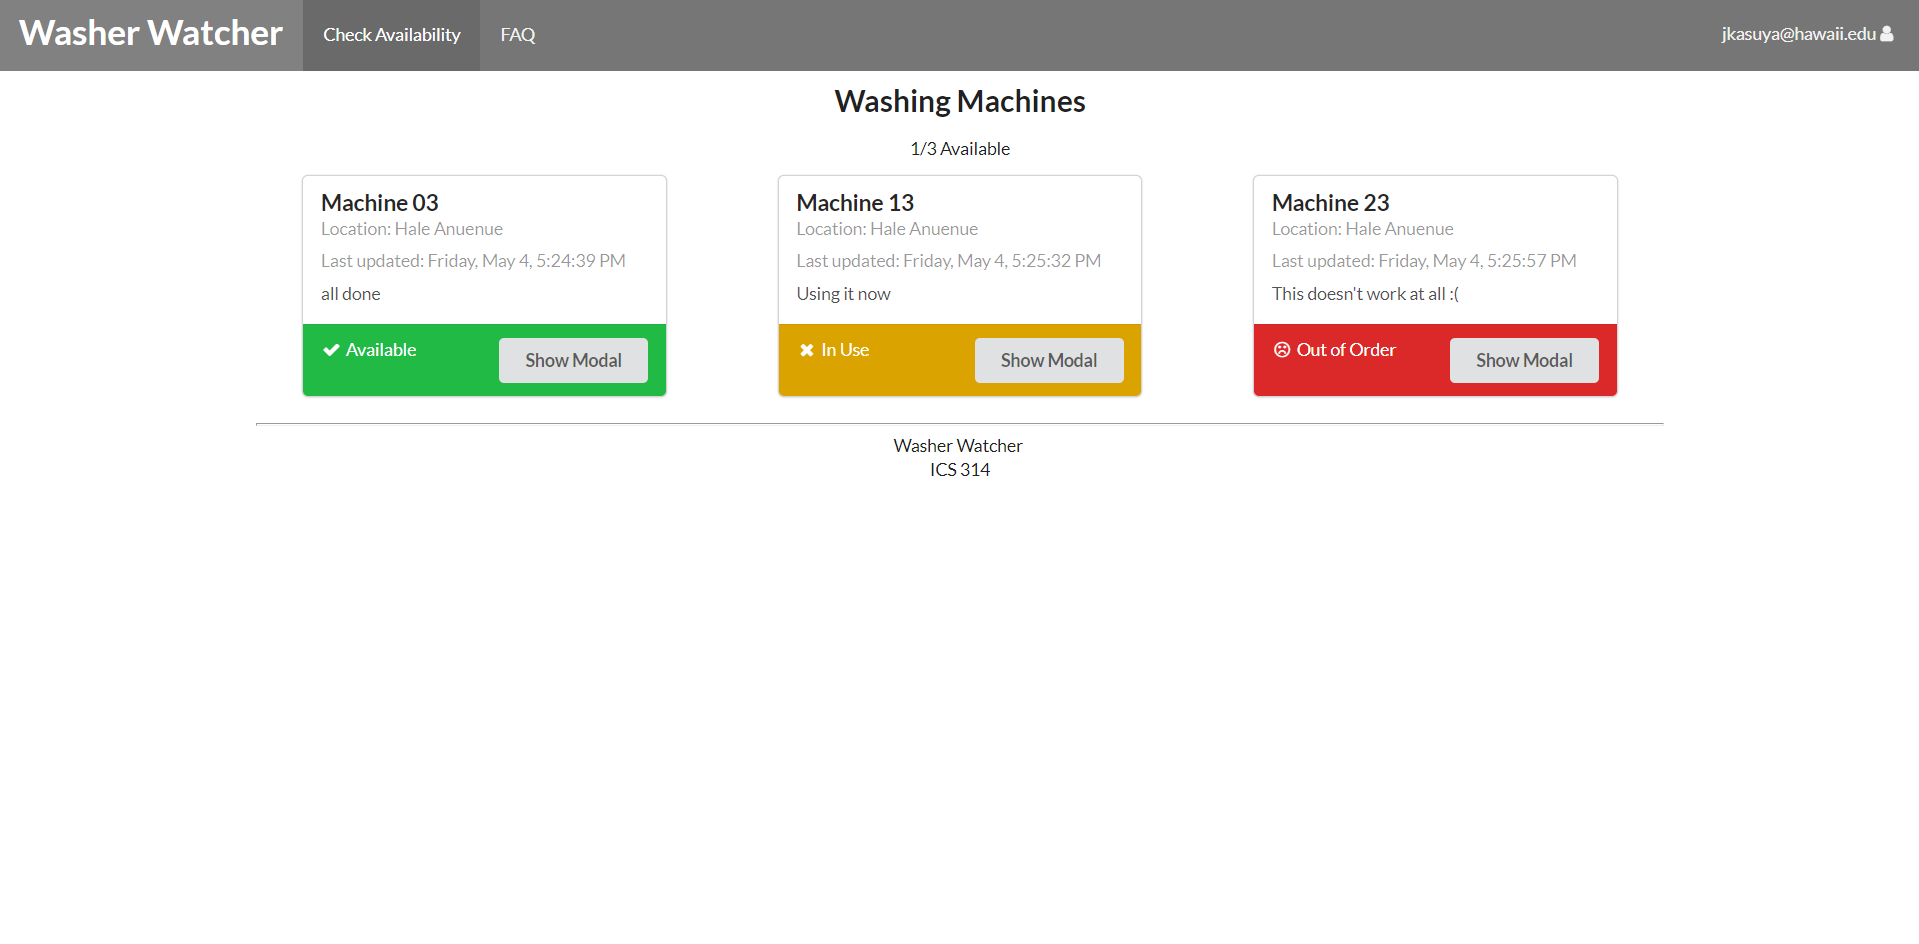 Washer Watcher
Check Availability
FAQ
jkasuya@hawaii.edu
Washing Machines
1/3 Available
Machine 03
Location: Hale Anuenue
Last updated: Friday, May 4, 5:24:39 PM
all done
Available
Show Modal
Machine 13
Location: Hale Anuenue
Last updated: Friday, May 4, 5:25:32 PM
Using it now
In Use
Show Modal
Machine 23
Location: Hale Anuenue
Last updated: Friday, May 4, 5:25:57 PM
This doesn't work at all :(
Out of Order
Show Modal
Washer Watcher
ICS 314